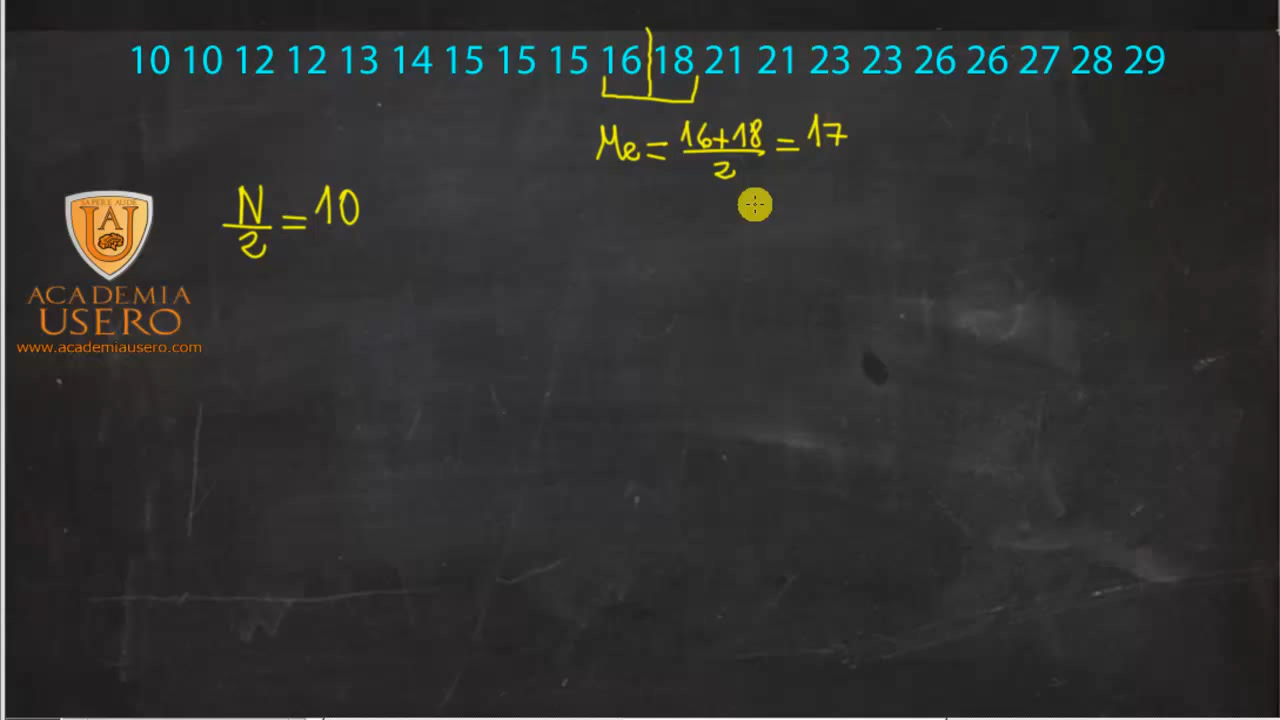 10 10 12 12 13 14 15 15 15 16 18 21 21 23 23 26 26 27 28 29
Me = 16+18/2 = 17
N/2 = 10
SAPERE AUDE
UA
ACADEMIA
USERO
www.academiausero.com